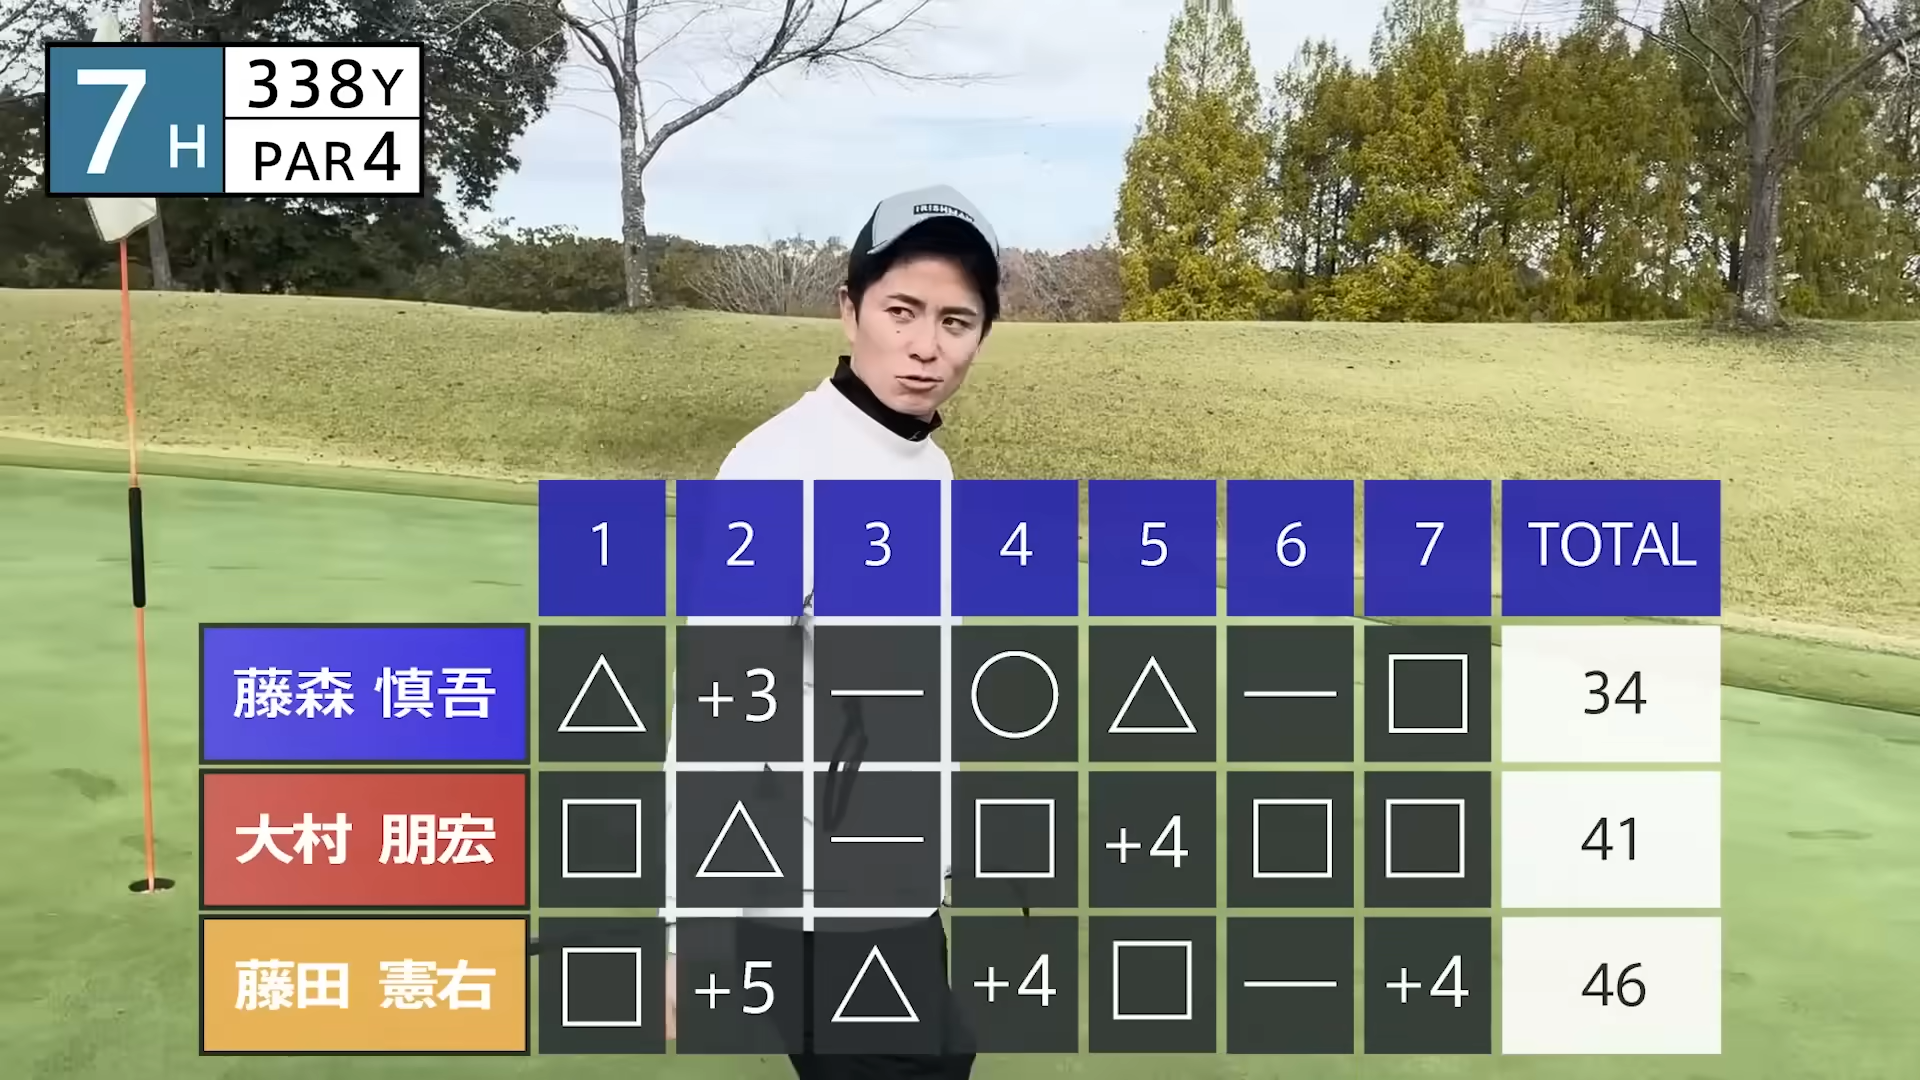 7H
338Y
PAR4
IRISHMAN
1 2 3 4 5 6 7 TOTAL
藤森 慎吾 △ +3 — ○ △ — □ 34
大村 朋宏 □ △ — □ +4 □ □ 41
藤田 憲右 □ +5 △ +4 □ — +4 46